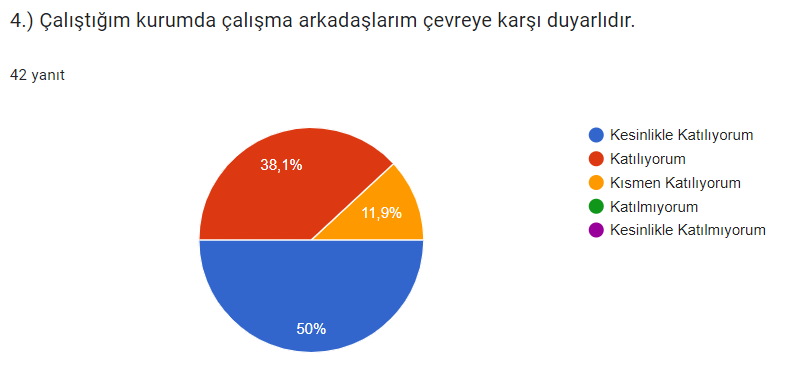 4.) Çalıştığım kurumda çalışma arkadaşlarım çevreye karşı duyarlıdır.
42 yanıt
Kesinlikle Katılıyorum
Katılıyorum
Kısmen Katılıyorum
Katılmıyorum
Kesinlikle Katılmıyorum
38,1%
11,9%
50%